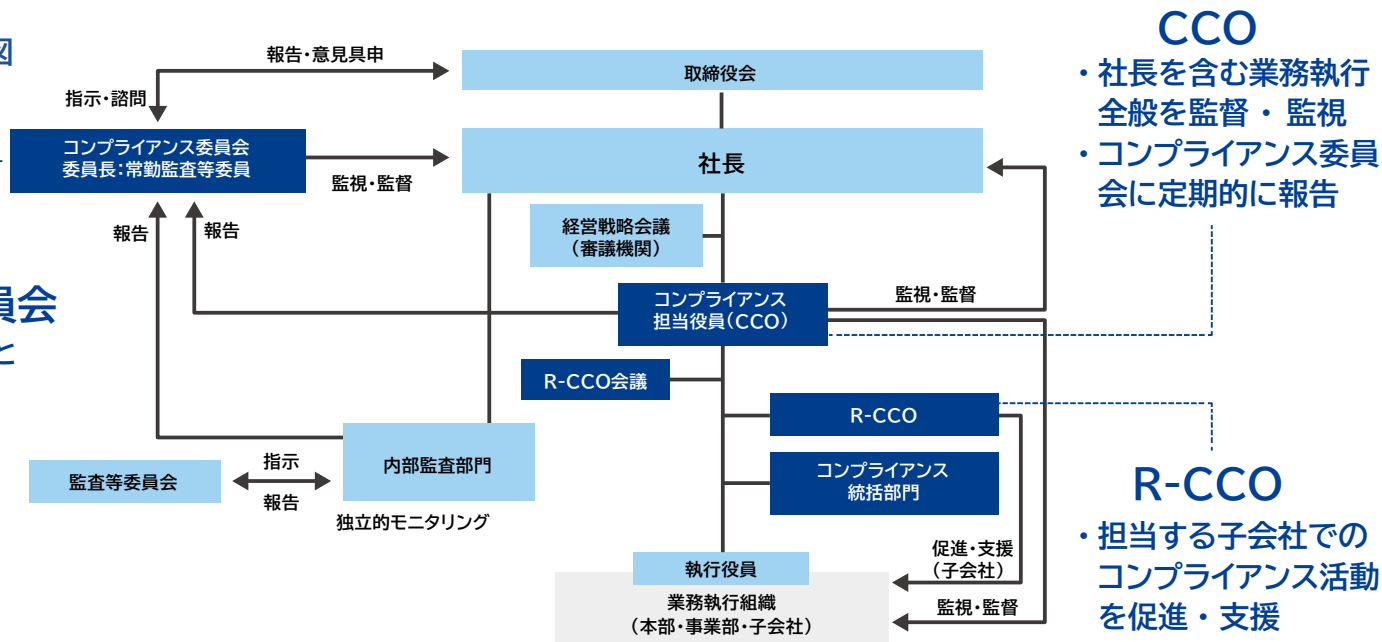 図
報告・意見具申
取締役会
指示・諮問
コンプライアンス委員会
委員長:常勤監査等委員
監視・監督
社長
報告
報告
経営戦略会議
(審議機関)
コンプライアンス
担当役員(CCO)
監視・監督
員会
と
R-CCO会議
R-CCO
コンプライアンス
統括部門
内部監査部門
監査等委員会
指示
報告
独立的モニタリング
促進・支援
(子会社)
執行役員
業務執行組織
(本部・事業部・子会社)
監視・監督
CCO
・社長を含む業務執行
全般を監督・監視
・コンプライアンス委員
会に定期的に報告
R-CCO
・担当する子会社での
コンプライアンス活動
を促進・支援